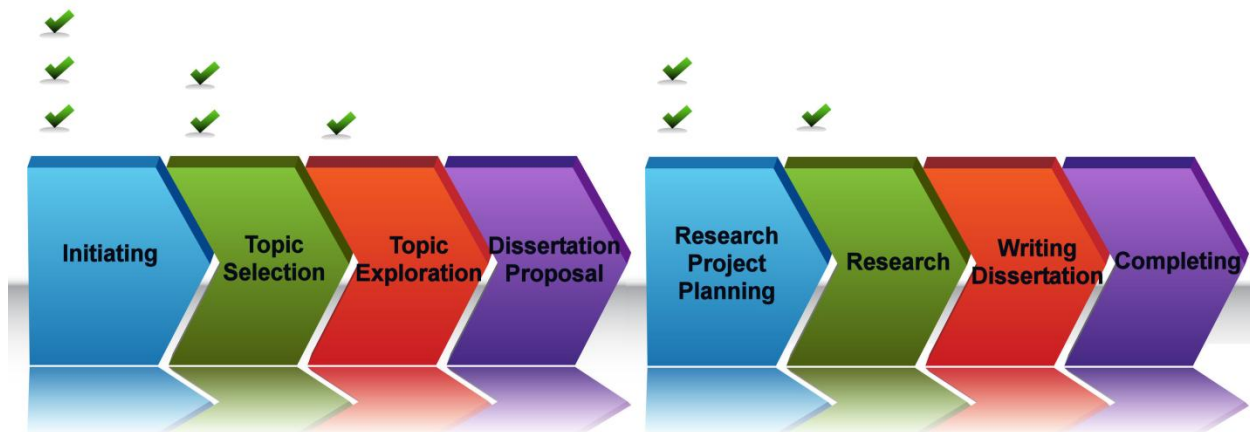 Initiating
Topic
Selection
Topic
Exploration
Dissertation
Proposal
Research
Project
Planning
Research
Writing
Dissertation
Completing